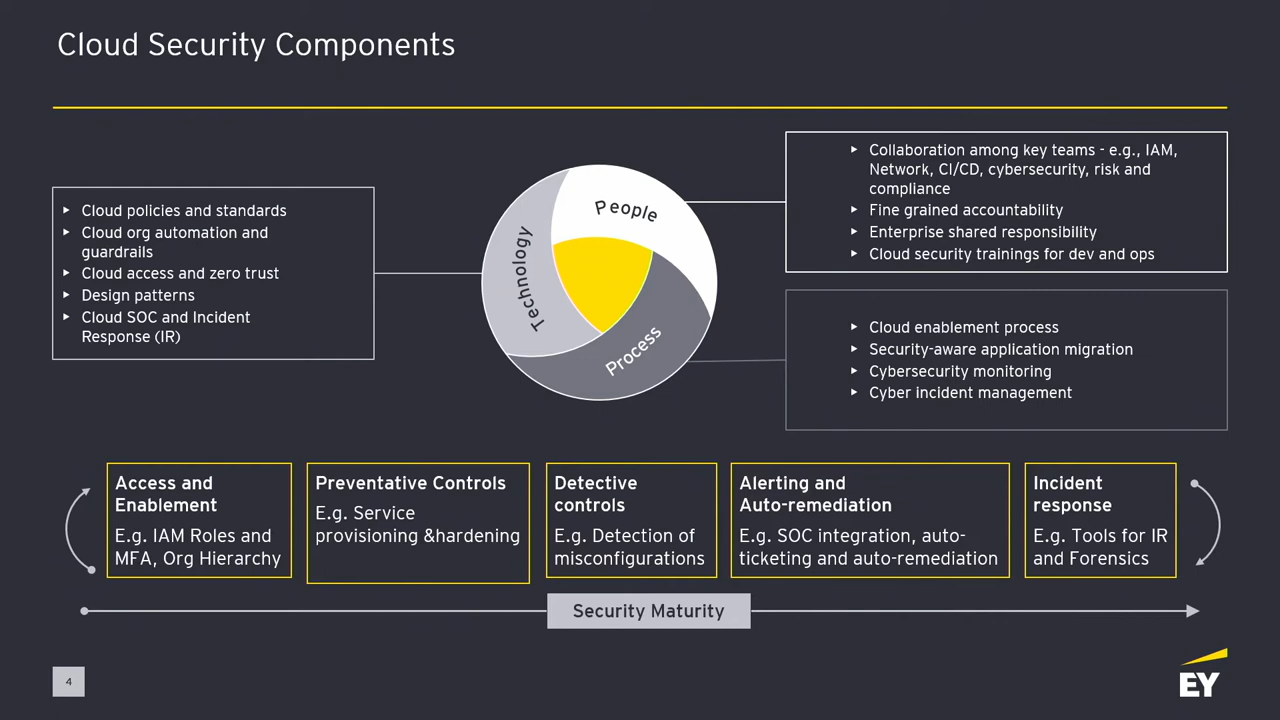 Cloud Security Components
Cloud policies and standards
Cloud org automation and
guardrails
Cloud access and zero trust
Design patterns
Cloud SOC and Incident
Response (IR)
People
Technology
Process
Collaboration among key teams - e.g., IAM,
Network, CI/CD, cybersecurity, risk and
compliance
Fine grained accountability
Enterprise shared responsibility
Cloud security trainings for dev and ops
Cloud enablement process
Security-aware application migration
Cybersecurity monitoring
Cyber incident management
Access and
Enablement
E.g. IAM Roles and
MFA, Org Hierarchy
Preventative Controls
E.g. Service
provisioning &hardening
Detective
controls
E.g. Detection of
misconfigurations
Alerting and
Auto-remediation
E.g. SOC integration, auto-
ticketing and auto-remediation
Incident
response
E.g. Tools for IR
and Forensics
Security Maturity
4
EY